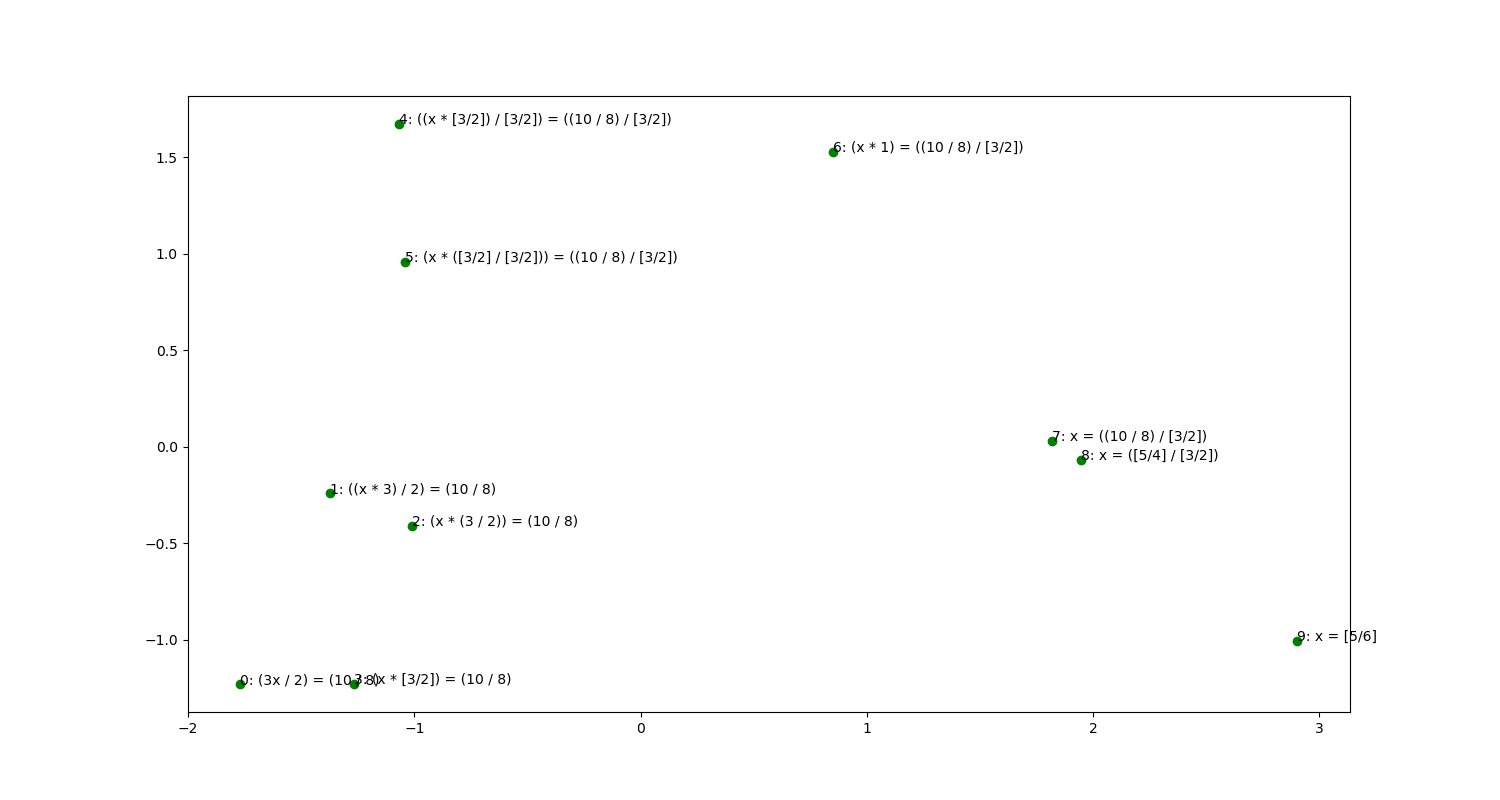 4: ((x * [3/2]) / [3/2]) = ((10 / 8) / [3/2])
6: (x * 1) = ((10 / 8) / [3/2])
1.5
1.0
5: (x * ([3/2] / [3/2])) = ((10 / 8) / [3/2])
0.5
0.0
7: x = ((10 / 8) / [3/2])
8: x = ([5/4] / [3/2])
1: ((x * 3) / 2) = (10 / 8)
2: (x * (3 / 2)) = (10 / 8)
−0.5
−1.0
9: x = [5/6]
0: (3x / 2) = (10 / 8)
3: (x * [3/2]) = (10 / 8)
−2 −1 0 1 2 3